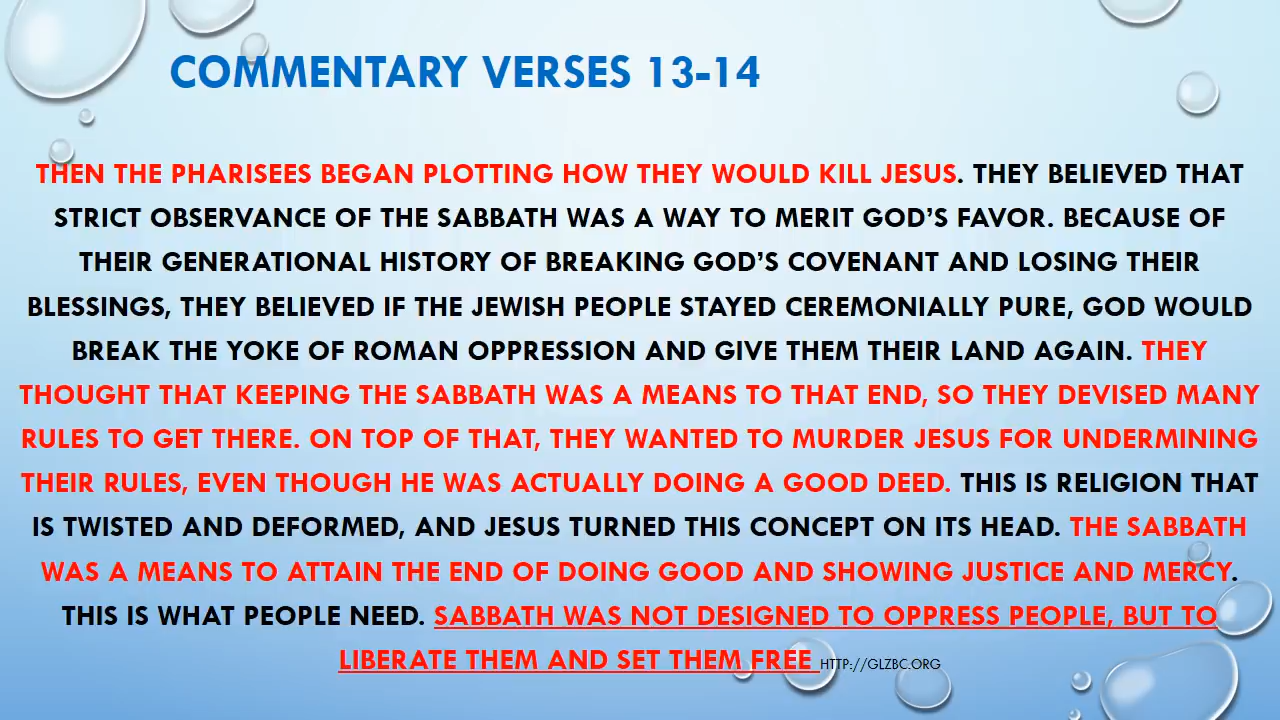 COMMENTARY VERSES 13-14
THEN THE PHARISEES BEGAN PLOTTING HOW THEY WOULD KILL JESUS. THEY BELIEVED THAT
STRICT OBSERVANCE OF THE SABBATH WAS A WAY TO MERIT GOD’S FAVOR. BECAUSE OF
THEIR GENERATIONAL HISTORY OF BREAKING GOD’S COVENANT AND LOSING THEIR
BLESSINGS, THEY BELIEVED IF THE JEWISH PEOPLE STAYED CEREMONIALLY PURE, GOD WOULD
BREAK THE YOKE OF ROMAN OPPRESSION AND GIVE THEM THEIR LAND AGAIN. THEY
THOUGHT THAT KEEPING THE SABBATH WAS A MEANS TO THAT END, SO THEY DEVISED MANY
RULES TO GET THERE. ON TOP OF THAT, THEY WANTED TO MURDER JESUS FOR UNDERMINING
THEIR RULES, EVEN THOUGH HE WAS ACTUALLY DOING A GOOD DEED. THIS IS RELIGION THAT
IS TWISTED AND DEFORMED, AND JESUS TURNED THIS CONCEPT ON ITS HEAD. THE SABBATH
WAS A MEANS TO ATTAIN THE END OF DOING GOOD AND SHOWING JUSTICE AND MERCY.
THIS IS WHAT PEOPLE NEED. SABBATH WAS NOT DESIGNED TO OPPRESS PEOPLE, BUT TO
LIBERATE THEM AND SET THEM FREE HTTP://GLZBC.ORG